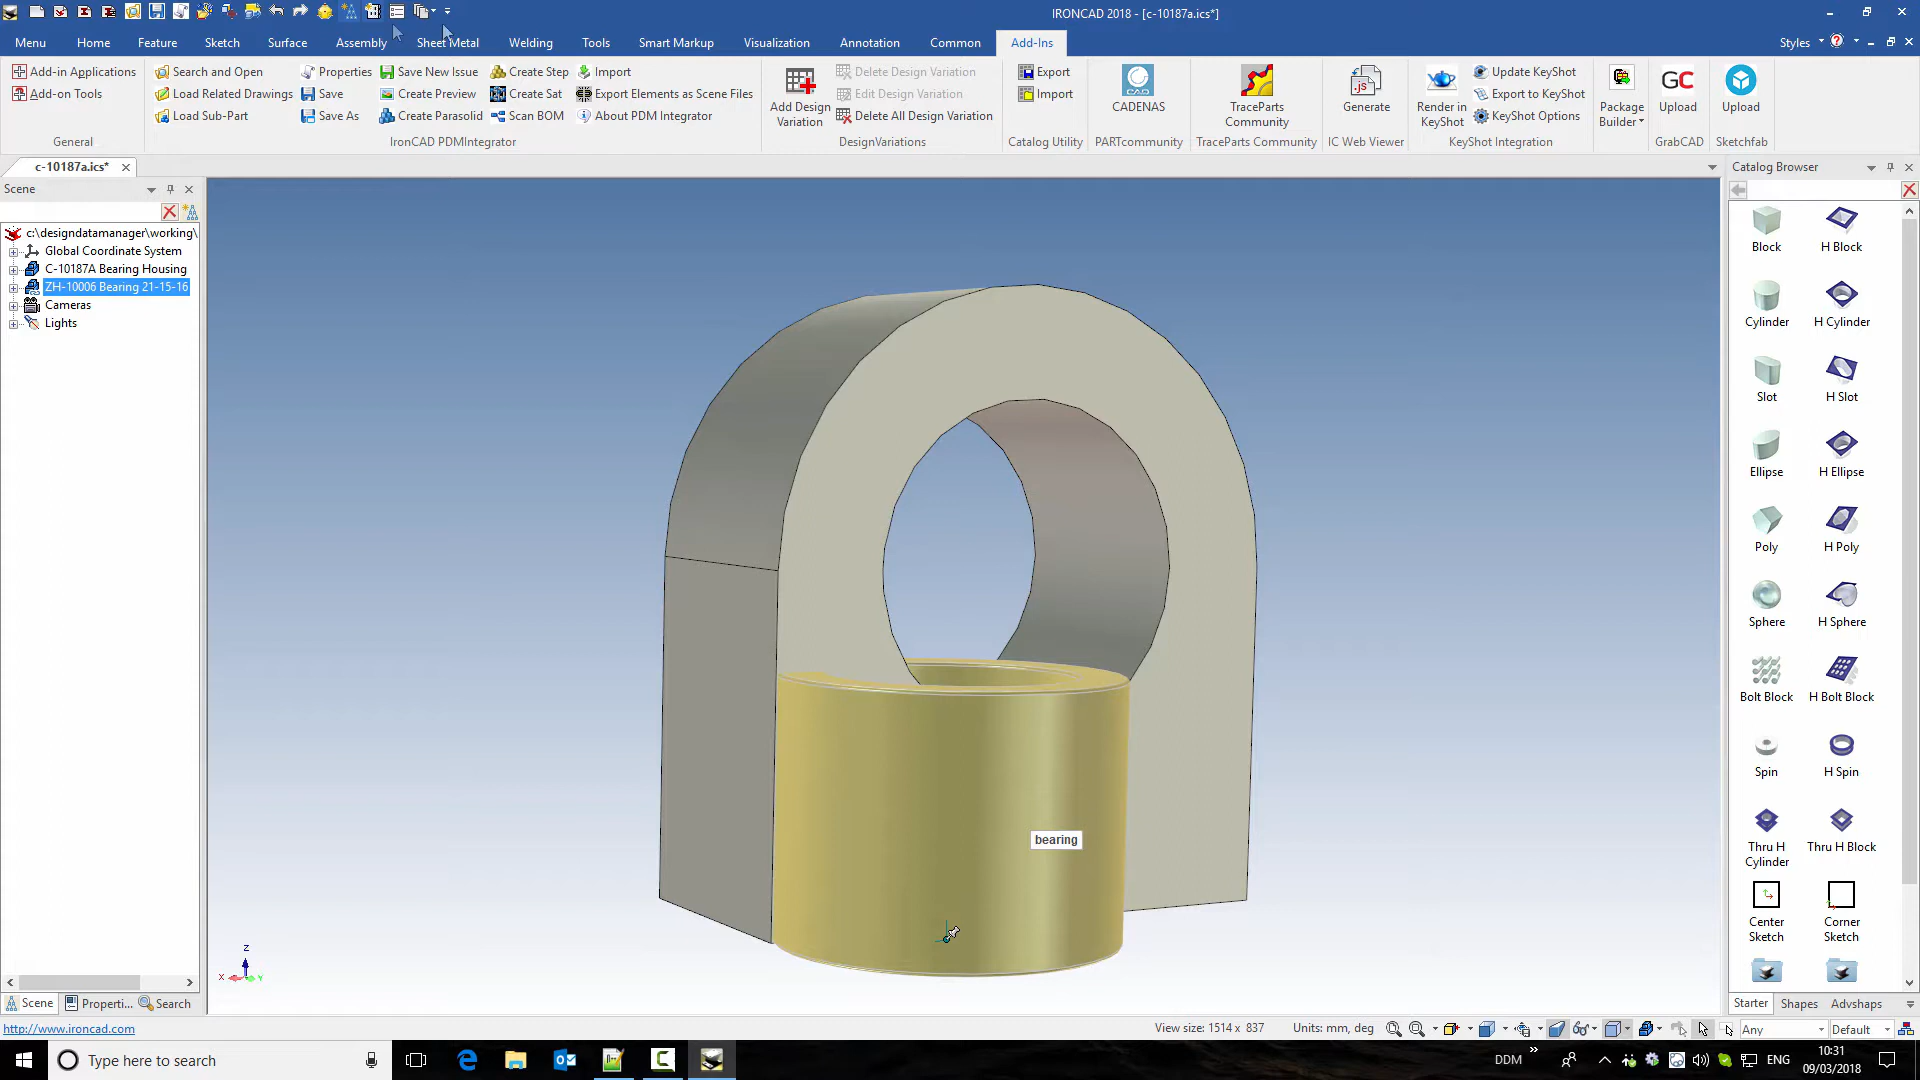 IRONCAD 2018 - [c-10187a.ics*]
Menu Home Feature Sketch Surface Assembly Sheet Metal Welding Tools Smart Markup Visualization Annotation Common Add-Ins Styles
Add-in Applications
Add-on Tools
General
Search and Open Properties Save New Issue Create Step Import
Load Related Drawings Save Create Preview Create Sat Export Elements as Scene Files
Load Sub-Part Save As Create Parasolid Scan BOM About PDM Integrator
IronCAD PDMIntegrator
Add Design Variation
Delete Design Variation
Edit Design Variation
Delete All Design Variation
DesignVariations
Export
Import
Catalog Utility
CADENAS
PARTcommunity
TraceParts Community
TraceParts Community
Generate
IC Web Viewer
Render in KeyShot
Update KeyShot
Export to KeyShot
KeyShot Options
KeyShot Integration
Package Builder
GC
Upload
GrabCAD
Upload
Sketchfab
c-10187a.ics*
Scene
c:\designdatamanager\working\
Global Coordinate System
C-10187A Bearing Housing
ZH-10006 Bearing 21-15-16
Cameras
Lights
bearing
Z
X
Y
Catalog Browser
Block H Block
Cylinder H Cylinder
Slot H Slot
Ellipse H Ellipse
Poly H Poly
Sphere H Sphere
Bolt Block H Bolt Block
Spin H Spin
Thru H Cylinder Thru H Block
Center Sketch Corner Sketch
Starter Shapes Advshaps
Scene Properti... Search
http://www.ironcad.com
View size: 1514 x 837 Units: mm, deg Any Default
Type here to search
DDM
ENG
10:31
09/03/2018